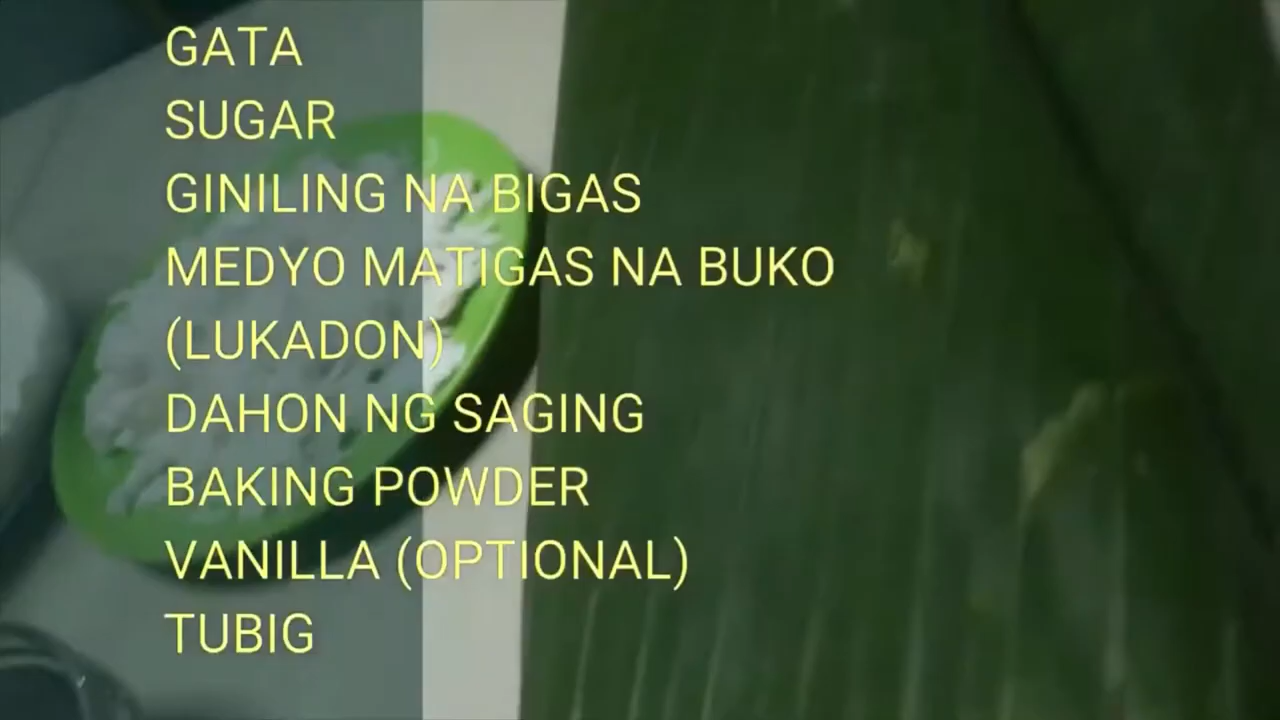 GATA
SUGAR
GINILING NA BIGAS
MEDYO MATIGAS NA BUKO
(LUKADON)
DAHON NG SAGING
BAKING POWDER
VANILLA (OPTIONAL)
TUBIG